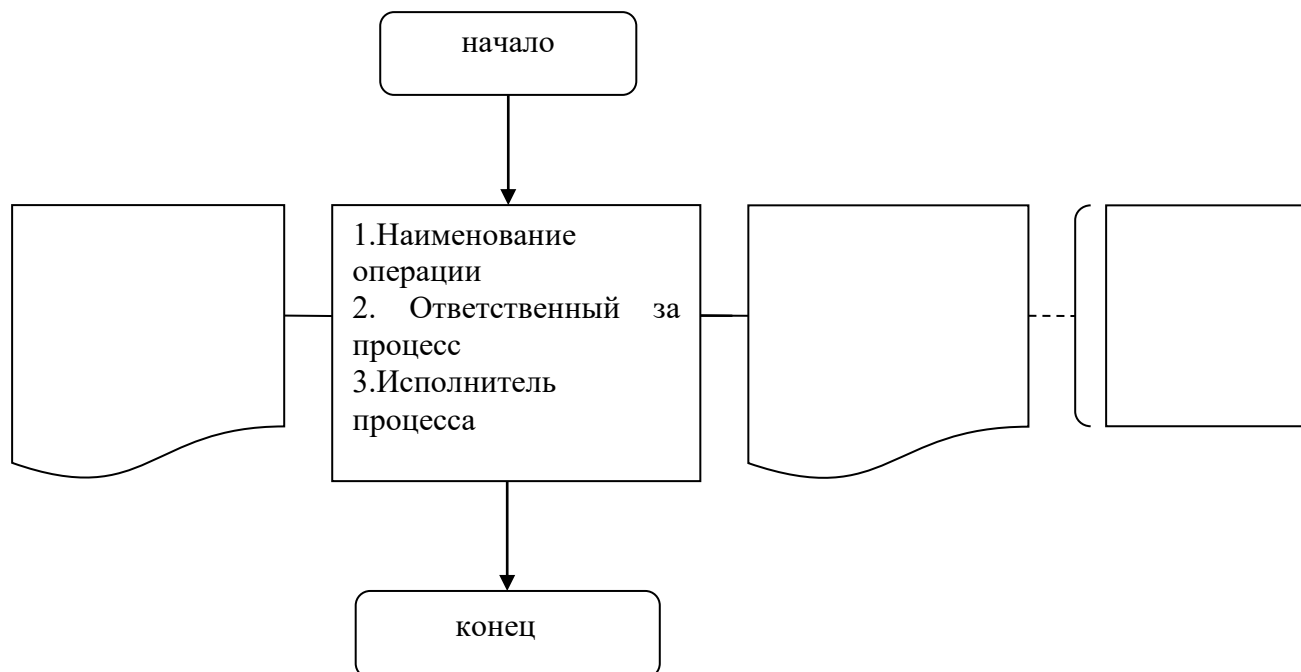 начало
1.Наименование
операции
2. Ответственный за
процесс
3.Исполнитель
процесса
конец